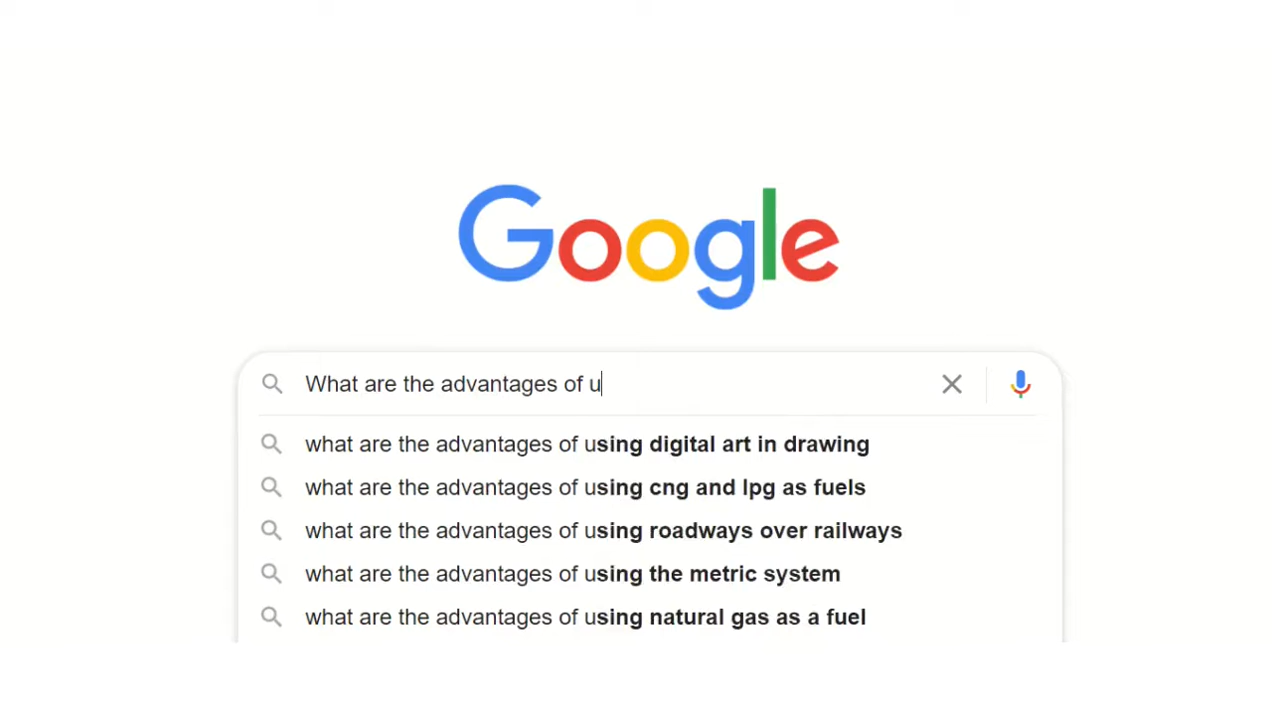 Google
What are the advantages of u
what are the advantages of using digital art in drawing
what are the advantages of using cng and lpg as fuels
what are the advantages of using roadways over railways
what are the advantages of using the metric system
what are the advantages of using natural gas as a fuel